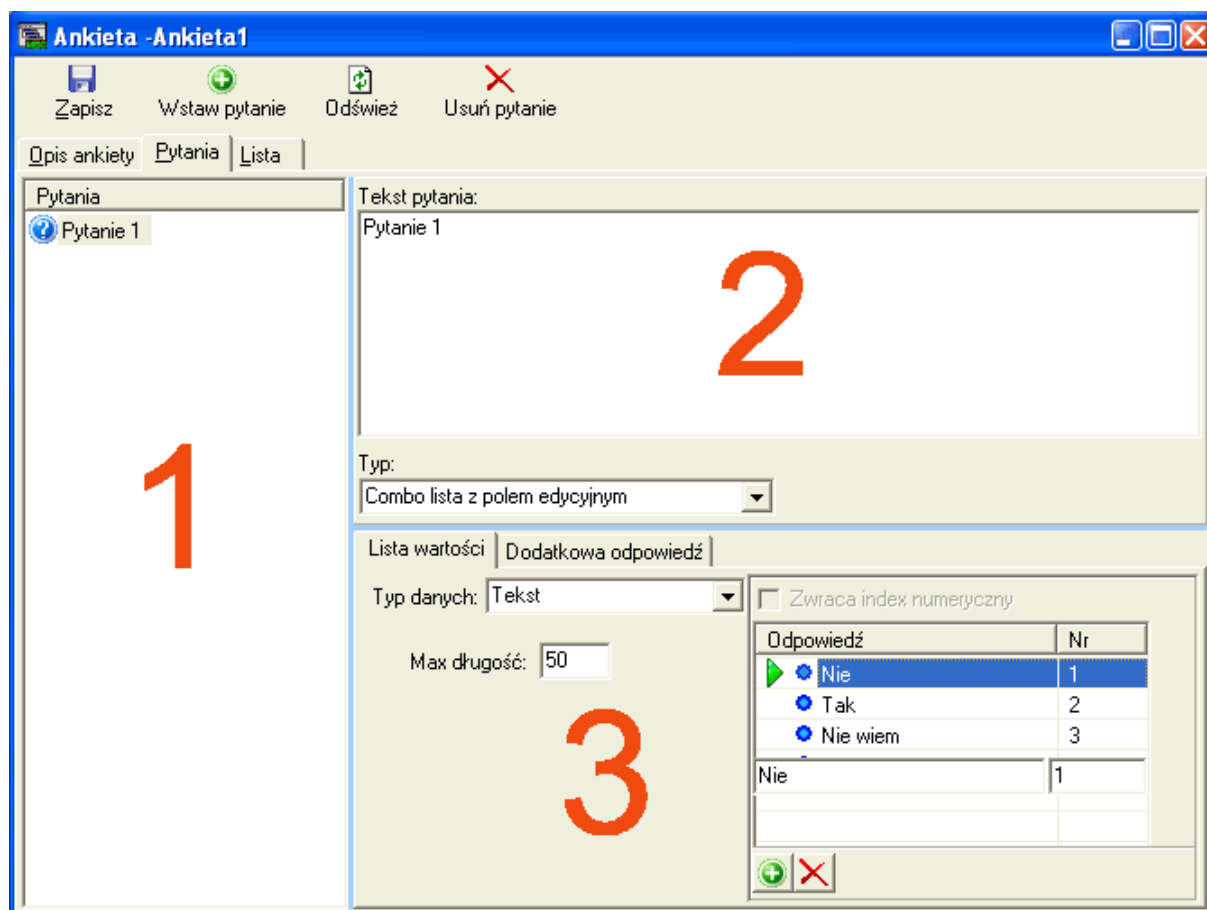 Ankieta -Ankieta1
Zapisz Wstaw pytanie Odśwież Usuń pytanie
Opis ankiety Pytania Lista
Pytania
Pytanie 1
1
Tekst pytania:
Pytanie 1
2
Typ:
Combo lista z polem edycyjnym
Lista wartości Dodatkowa odpowiedź
Typ danych: Tekst
Max długość: 50
3
Zwraca index numeryczny
Odpowiedź Nr
Nie 1
Tak 2
Nie wiem 3
Nie 1